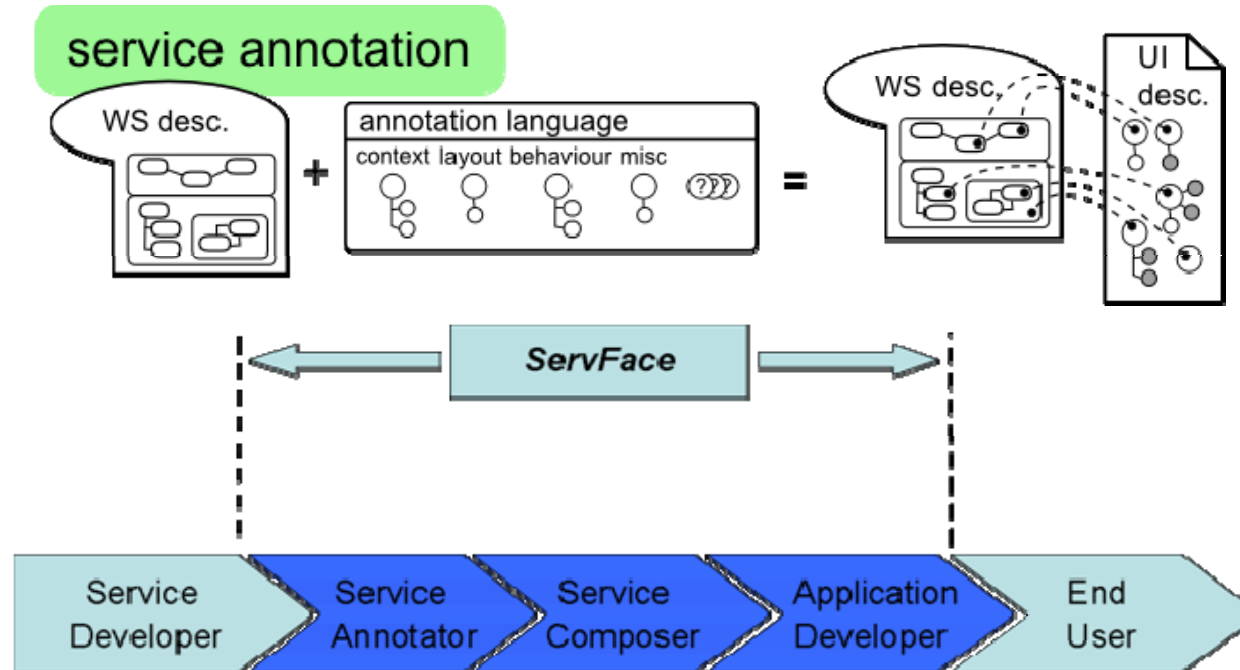 service annotation
WS desc.
+
annotation language
context layout behaviour misc
????
=
WS desc.
UI
desc.
ServFace
Service
Developer
Service
Annotator
Service
Composer
Application
Developer
End
User